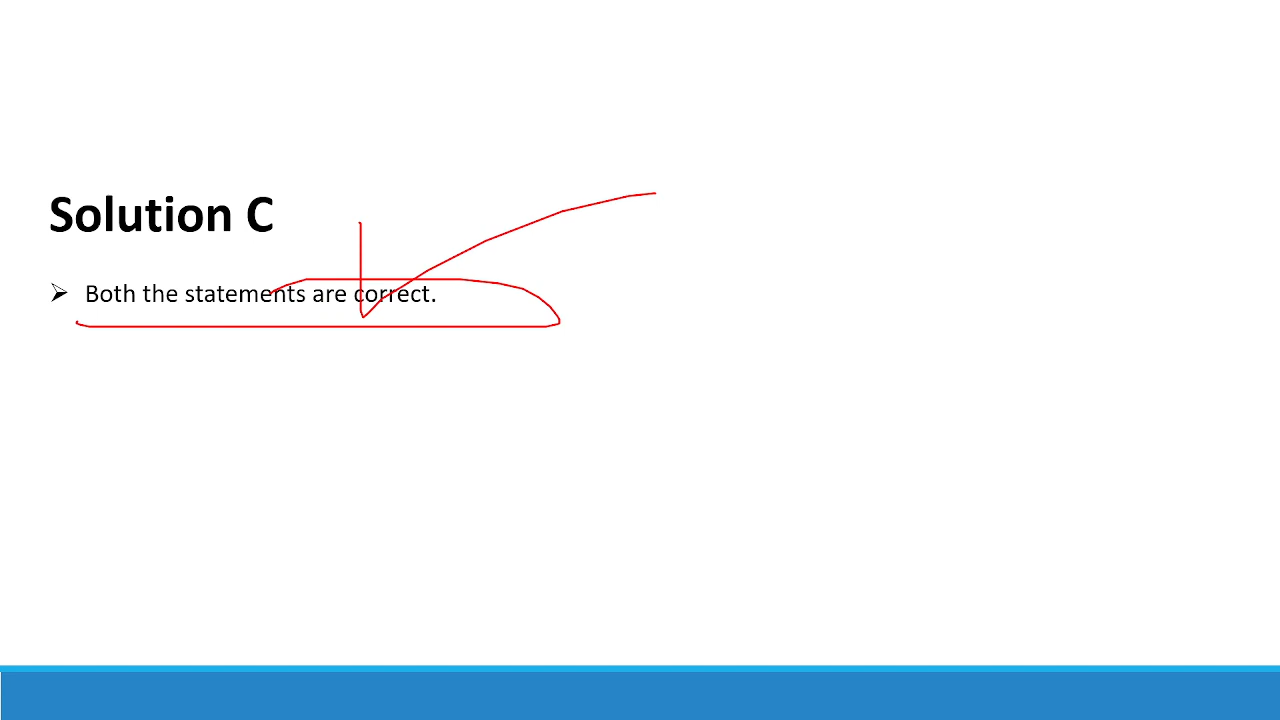 Solution C
➢ Both the statements are correct.